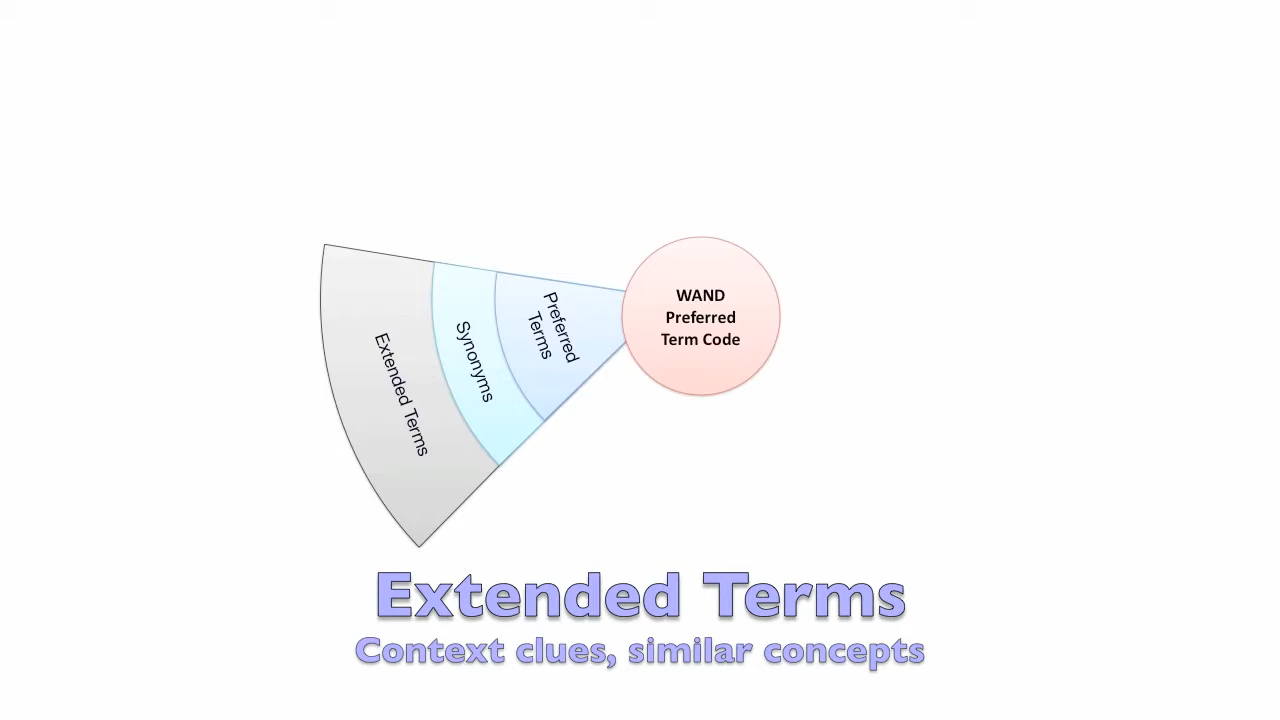 WAND
Preferred
Term Code
Preferred
Terms
Synonyms
Extended Terms
Extended Terms
Context clues, similar concepts